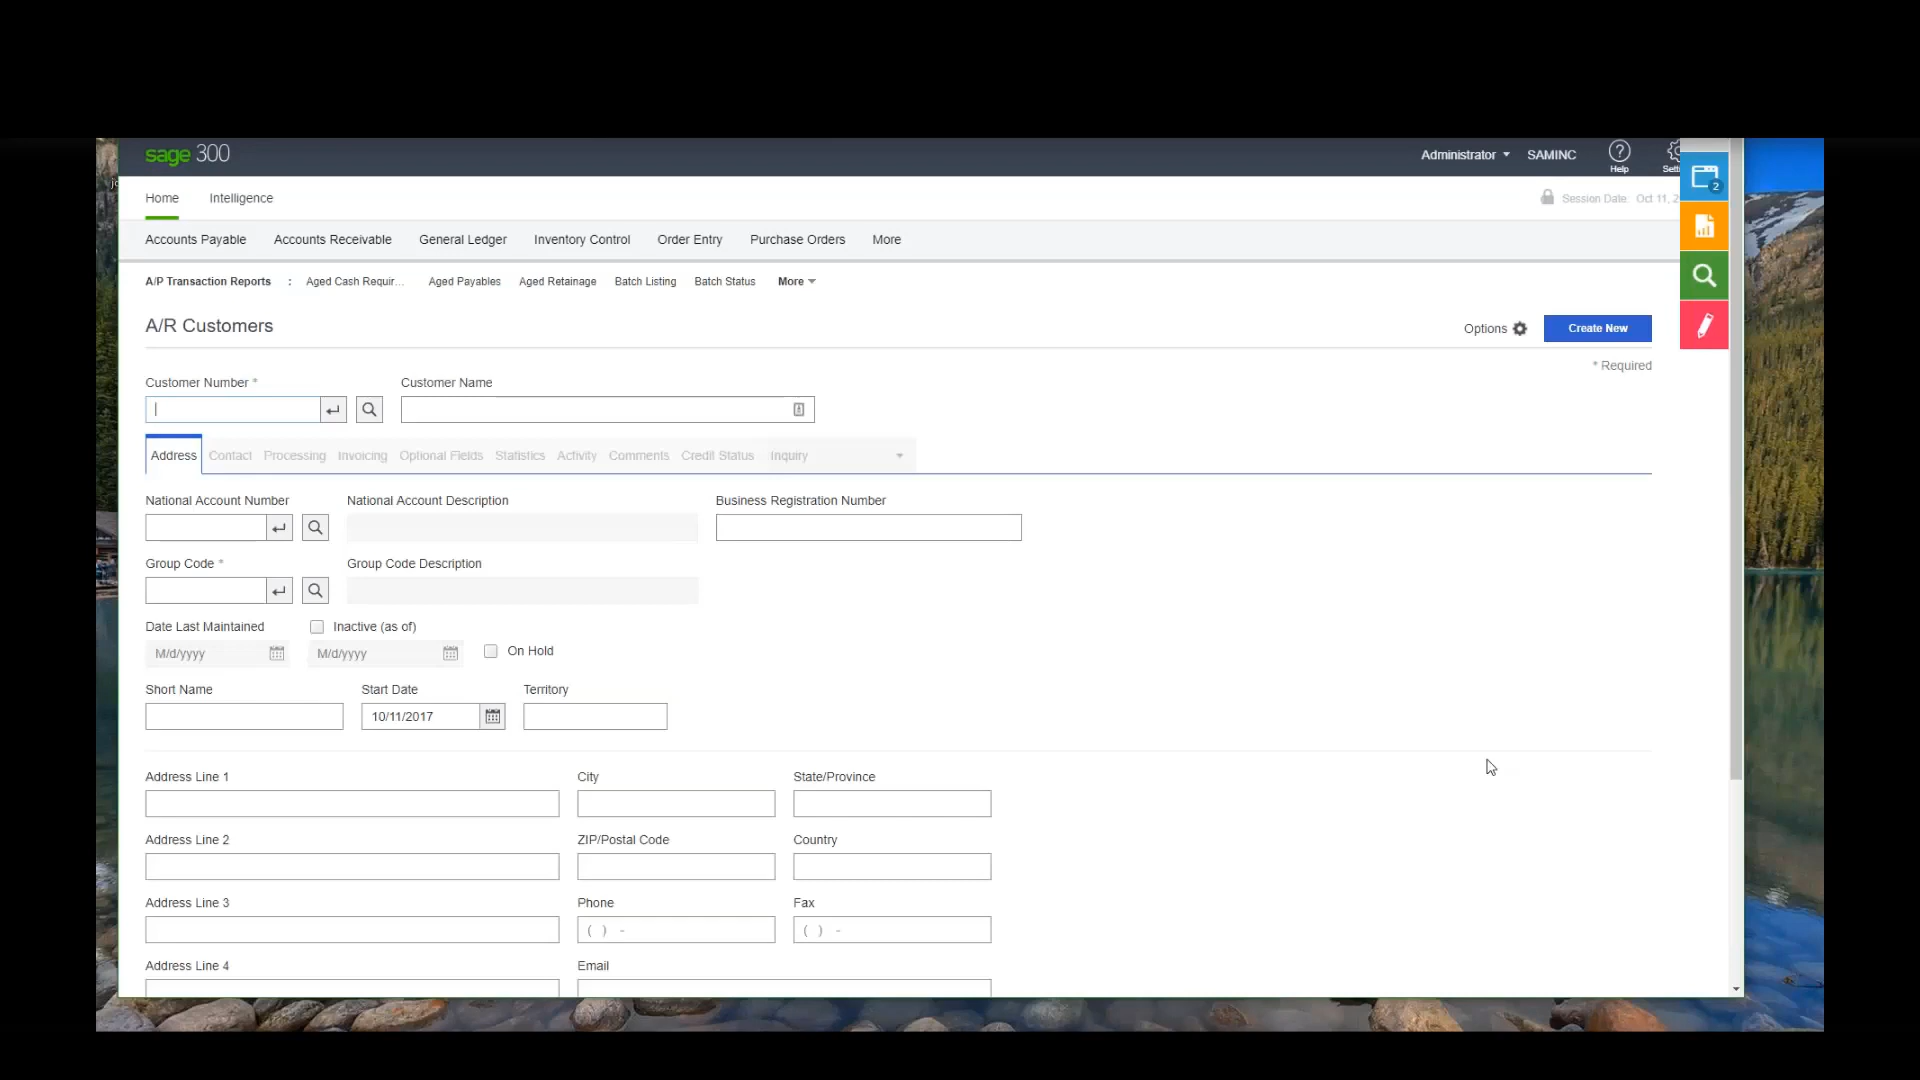 sage 300
Administrator SAMINC Help
Home Intelligence
Session Date: Oct 11, 2
2
Accounts Payable Accounts Receivable General Ledger Inventory Control Order Entry Purchase Orders More
A/P Transaction Reports : Aged Cash Requir... Aged Payables Aged Retainage Batch Listing Batch Status More
A/R Customers
Options Create New
* Required
Customer Number * Customer Name
Address Contact Processing Invoicing Optional Fields Statistics Activity Comments Credit Status Inquiry
National Account Number National Account Description Business Registration Number
Group Code * Group Code Description
Date Last Maintained Inactive (as of)
M/d/yyyy M/d/yyyy On Hold
Short Name Start Date Territory
10/11/2017
Address Line 1 City State/Province
Address Line 2 ZIP/Postal Code Country
Address Line 3 Phone Fax
( ) - ( ) -
Address Line 4 Email